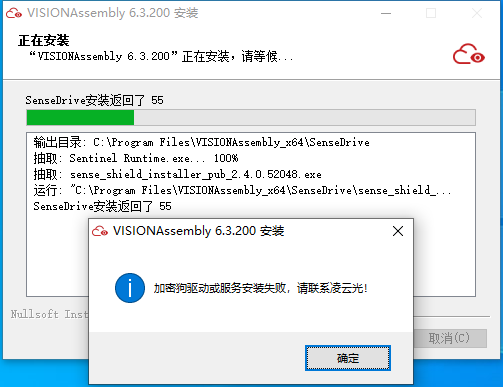 VISIONAssembly 6.3.200 安装
正在安装
“VISIONAssembly 6.3.200”正在安装,请等候...
SenseDrive安装返回了 55
输出目录: C:\Program Files\VISIONAssembly_x64\SenseDrive
抽取: Sentinel Runtime.exe... 100%
抽取: sense_shield_installer_pub_2.4.0.52048.exe
运行: "C:\Program Files\VISIONAssembly_x64\SenseDrive\sense_shield_...
SenseDrive安装返回了 55
VISIONAssembly 6.3.200 安装
加密狗驱动或服务安装失败，请联系凌云光!
确定
Nullsoft Inst
取消(C)